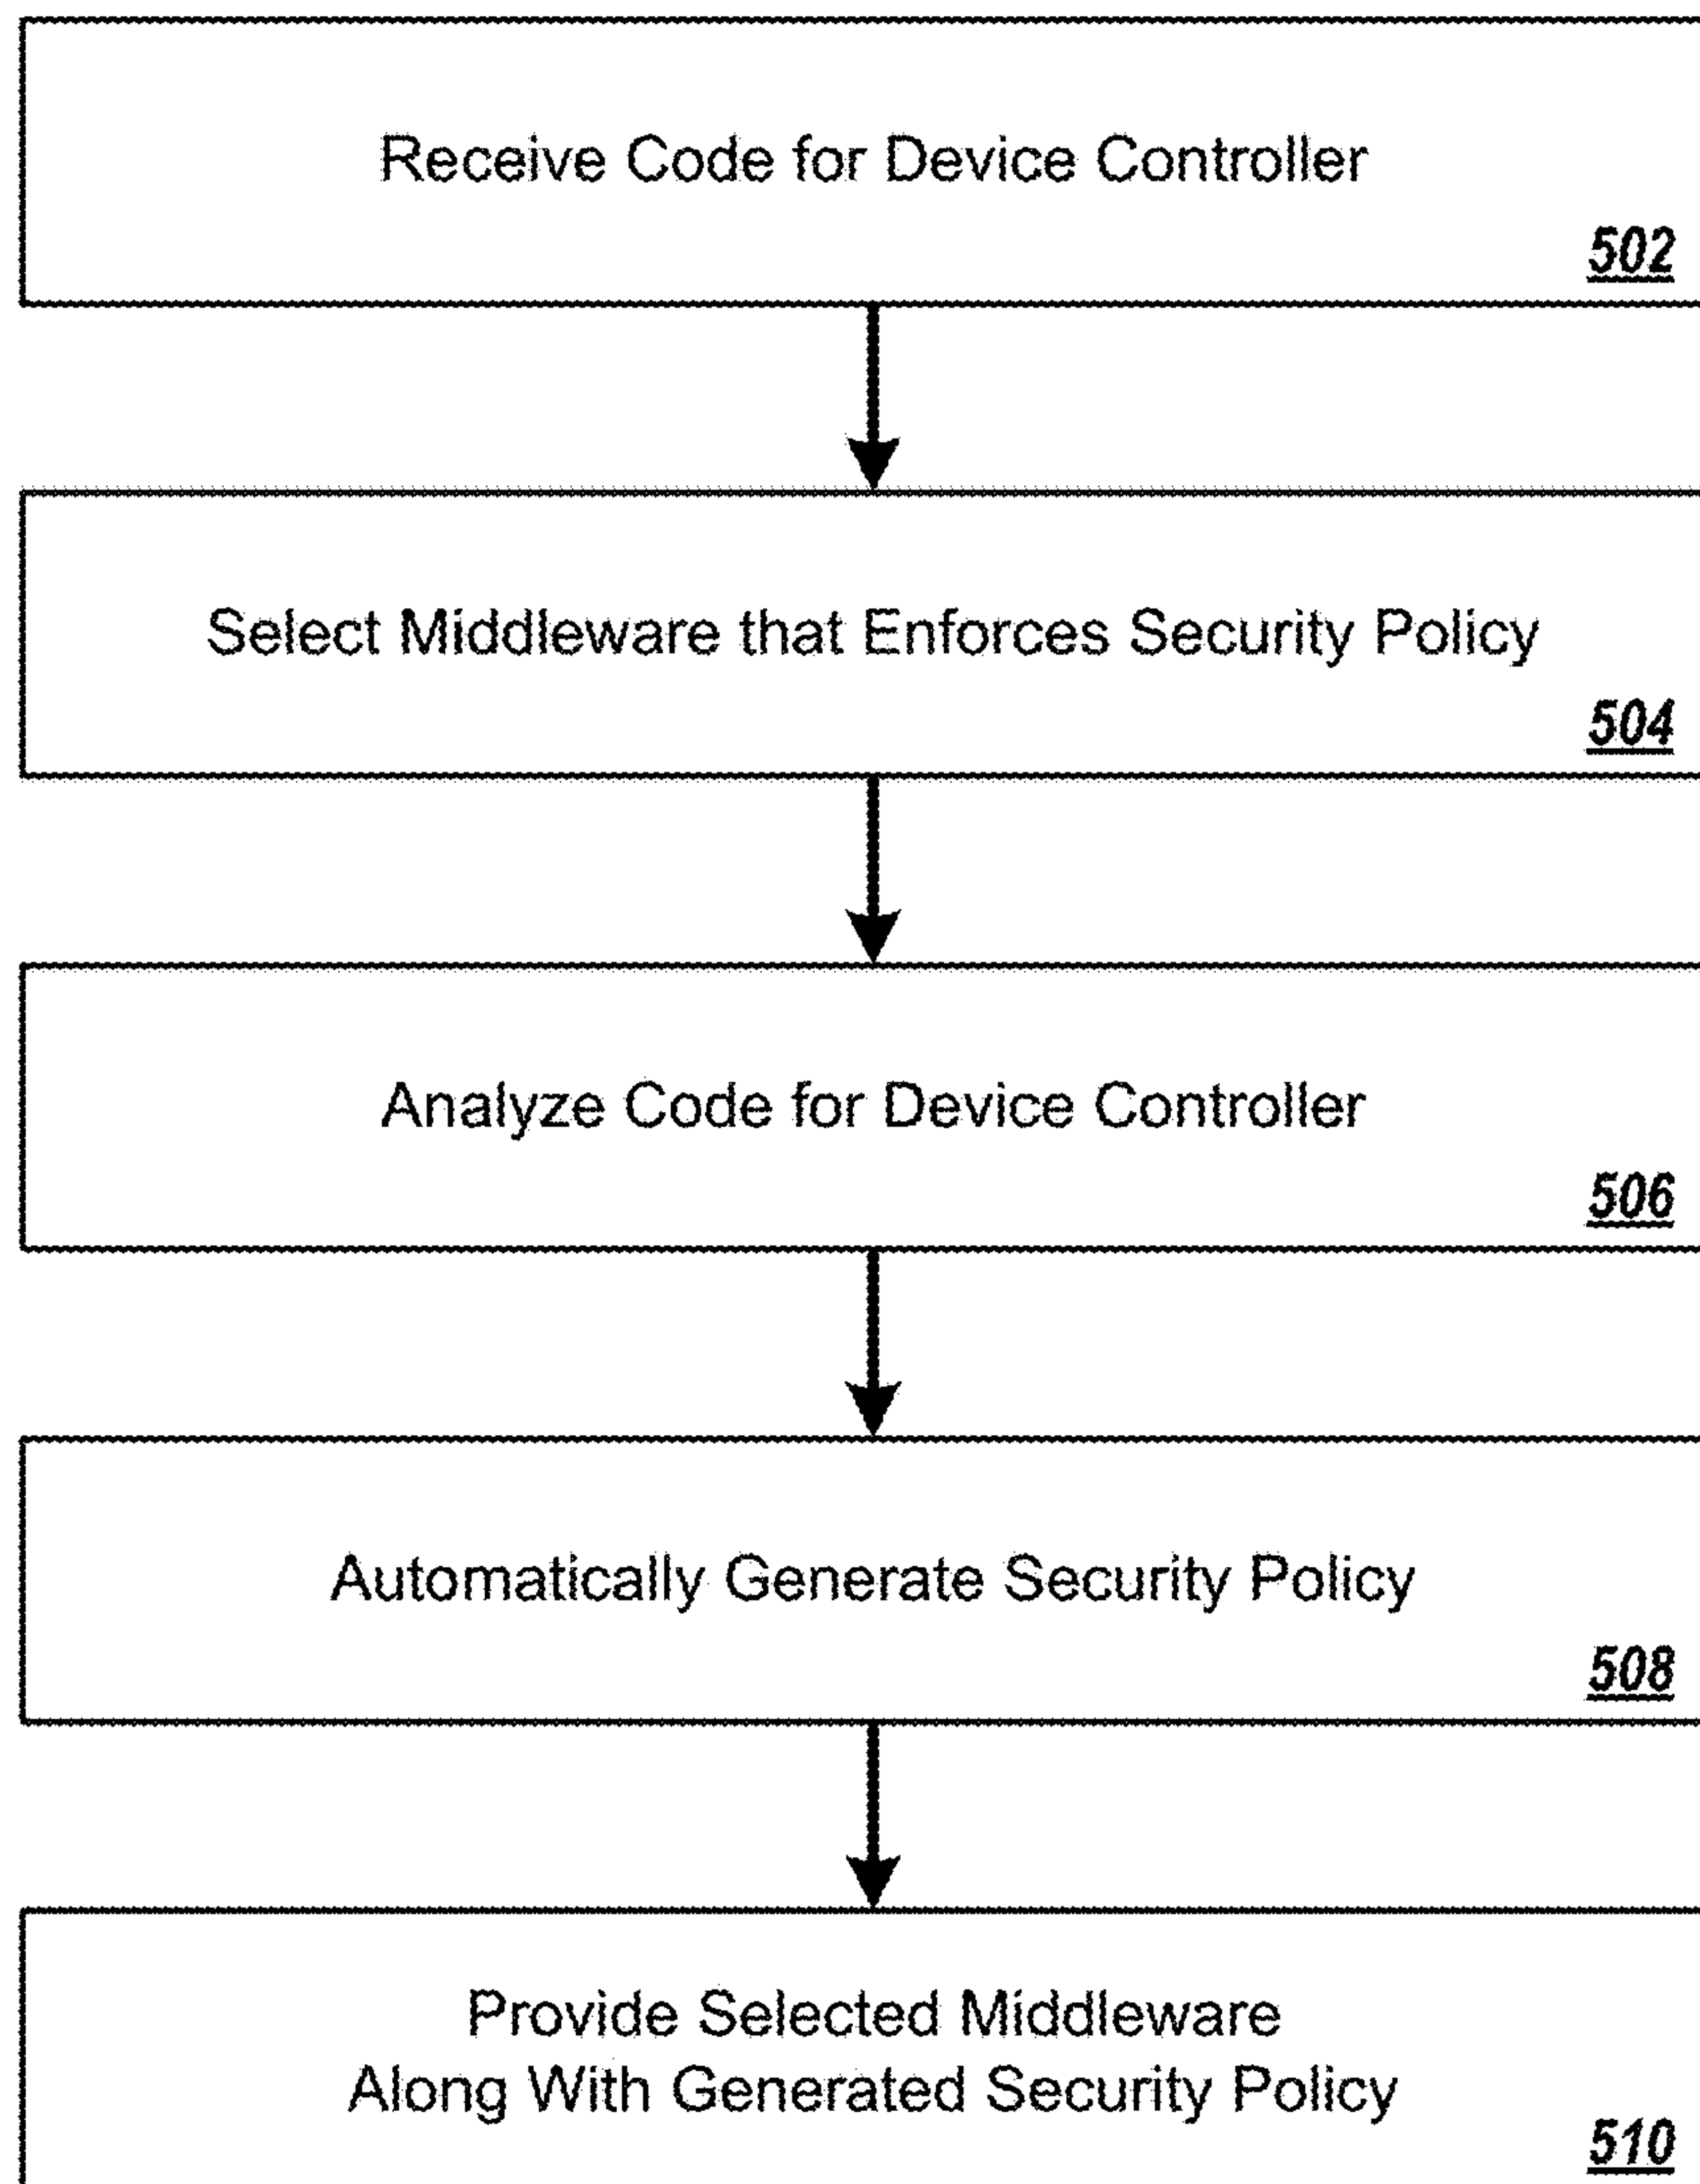 Receive Code for Device Controller
502
Select Middleware that Enforces Security Policy
504
Analyze Code for Device Controller
506
Automatically Generate Security Policy
508
Provide Selected Middleware
Along With Generated Security Policy
510